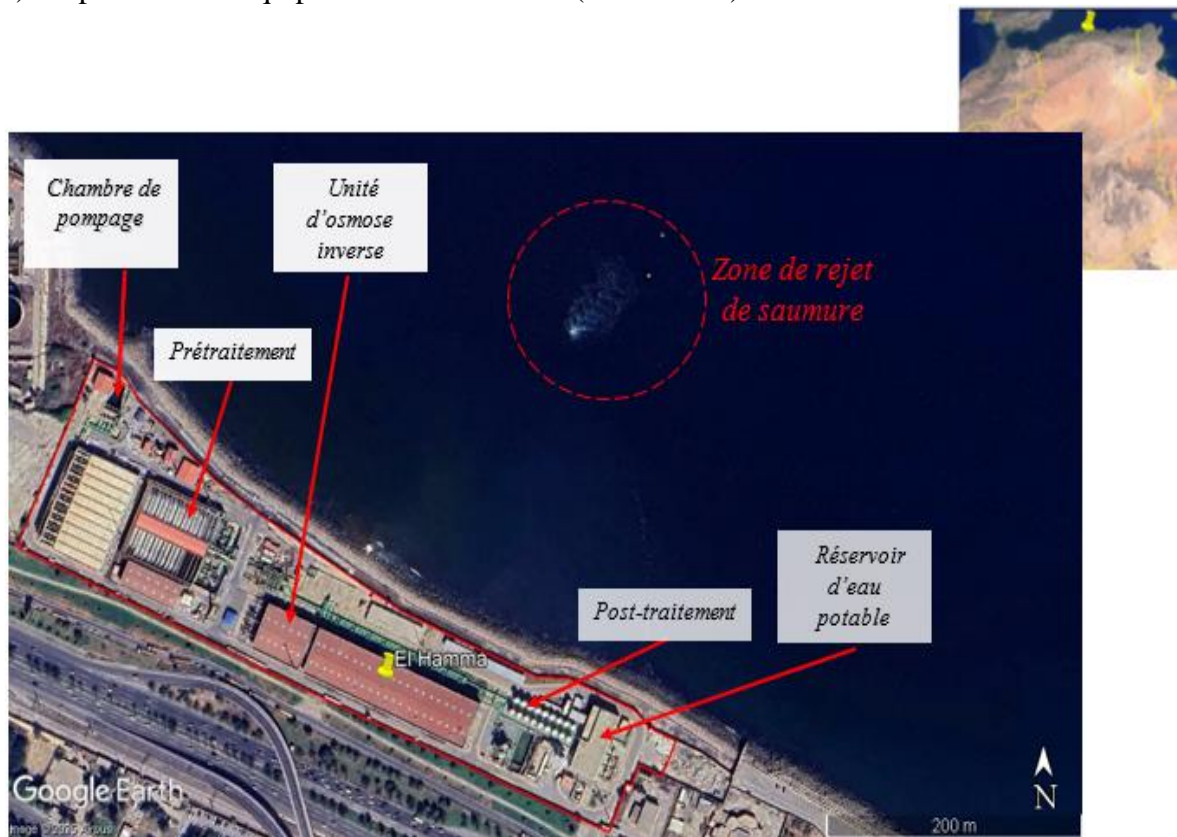 Chambre de
pompage
Unité
d'osmose
inverse
Zone de rejet
de saumure
Prétraitement
Réservoir
d'eau
potable
Post-traitement
El Hamma
N
Google Earth
200 m